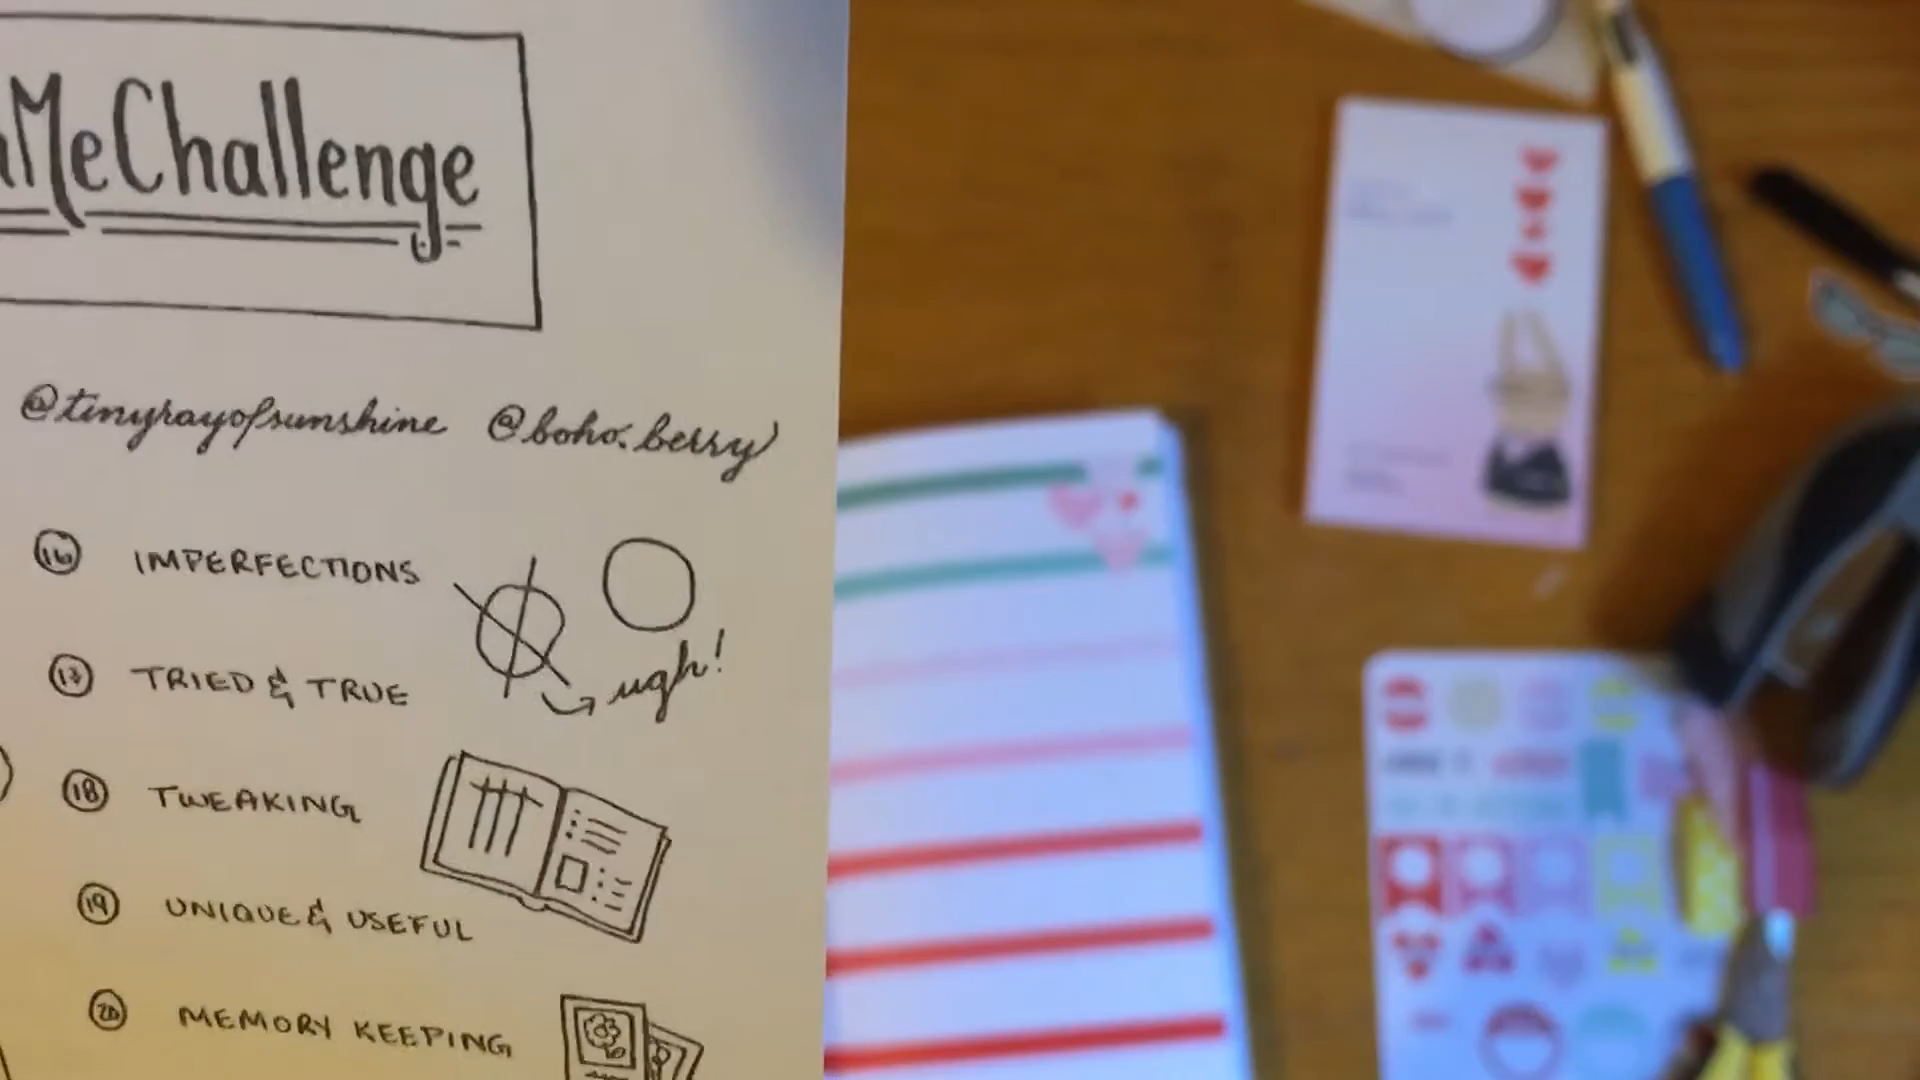 MeChallenge
@tinyrayofsunshine @boho.berry
16 IMPERFECTIONS
ugh!
17 TRIED & TRUE
18 TWEAKING
19 UNIQUE & USEFUL
20 MEMORY KEEPING